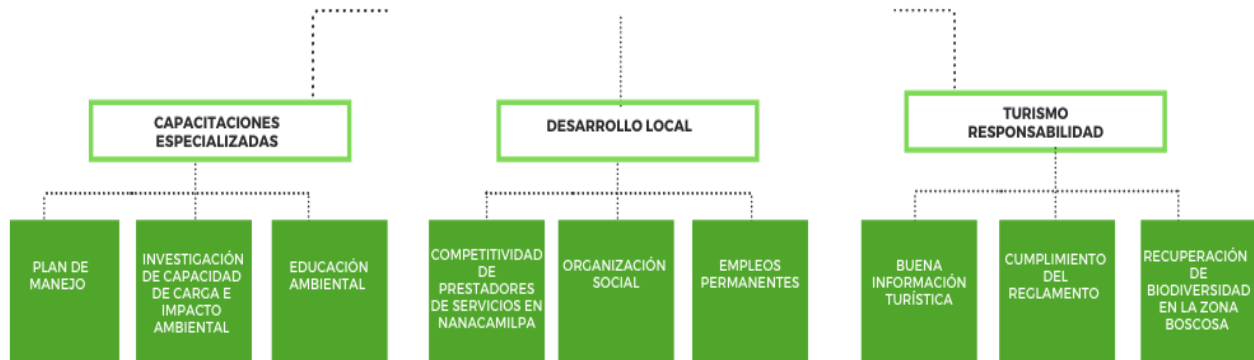 CAPACITACIONES
ESPECIALIZADAS
DESARROLLO LOCAL
TURISMO
RESPONSABILIDAD
PLAN DE
MANEJO
INVESTIGACIÓN
DE CAPACIDAD
DE CARGA E
IMPACTO
AMBIENTAL
EDUCACIÓN
AMBIENTAL
COMPETITIVIDAD
DE
PRESTADORES
DE SERVICIOS EN
NANACAMILPA
ORGANIZACIÓN
SOCIAL
EMPLEOS
PERMANENTES
BUENA
INFORMACIÓN
TURÍSTICA
CUMPLIMIENTO
DEL
REGLAMENTO
RECUPERACIÓN
DE
BIODIVERSIDAD
EN LA ZONA
BOSCOSA